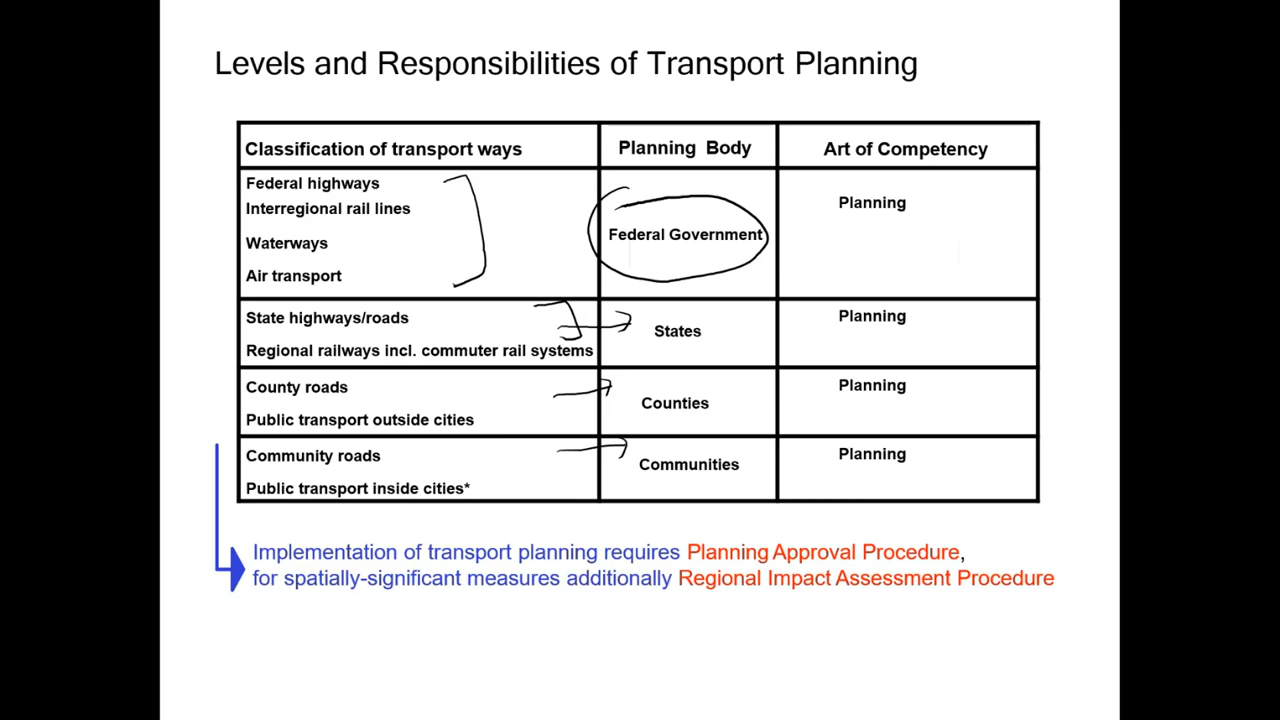 Levels and Responsibilities of Transport Planning
Classification of transport ways
Planning Body
Art of Competency
Federal highways
Interregional rail lines
Waterways
Air transport
Federal Government
Planning
State highways/roads
Regional railways incl. commuter rail systems
States
Planning
County roads
Public transport outside cities
Counties
Planning
Community roads
Public transport inside cities*
Communities
Planning
Implementation of transport planning requires Planning Approval Procedure,
for spatially-significant measures additionally Regional Impact Assessment Procedure